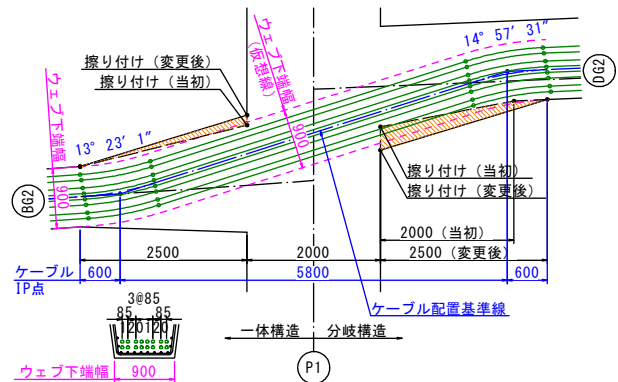 14° 57′ 31″
擦り付け（変更後）
擦り付け（当初）
ウェブ下端幅
（仮想線）
900
DG2
ウェブ下端幅
13° 23′ 1″
900
BG2
擦り付け（当初）
擦り付け（変更後）
2000（当初）
2500
2000
2500（変更後）
ケーブル
IP点
600
5800
600
3@85
85
85
120
120
ケーブル配置基準線
一体構造
分岐構造
P1
ウェブ下端幅
900